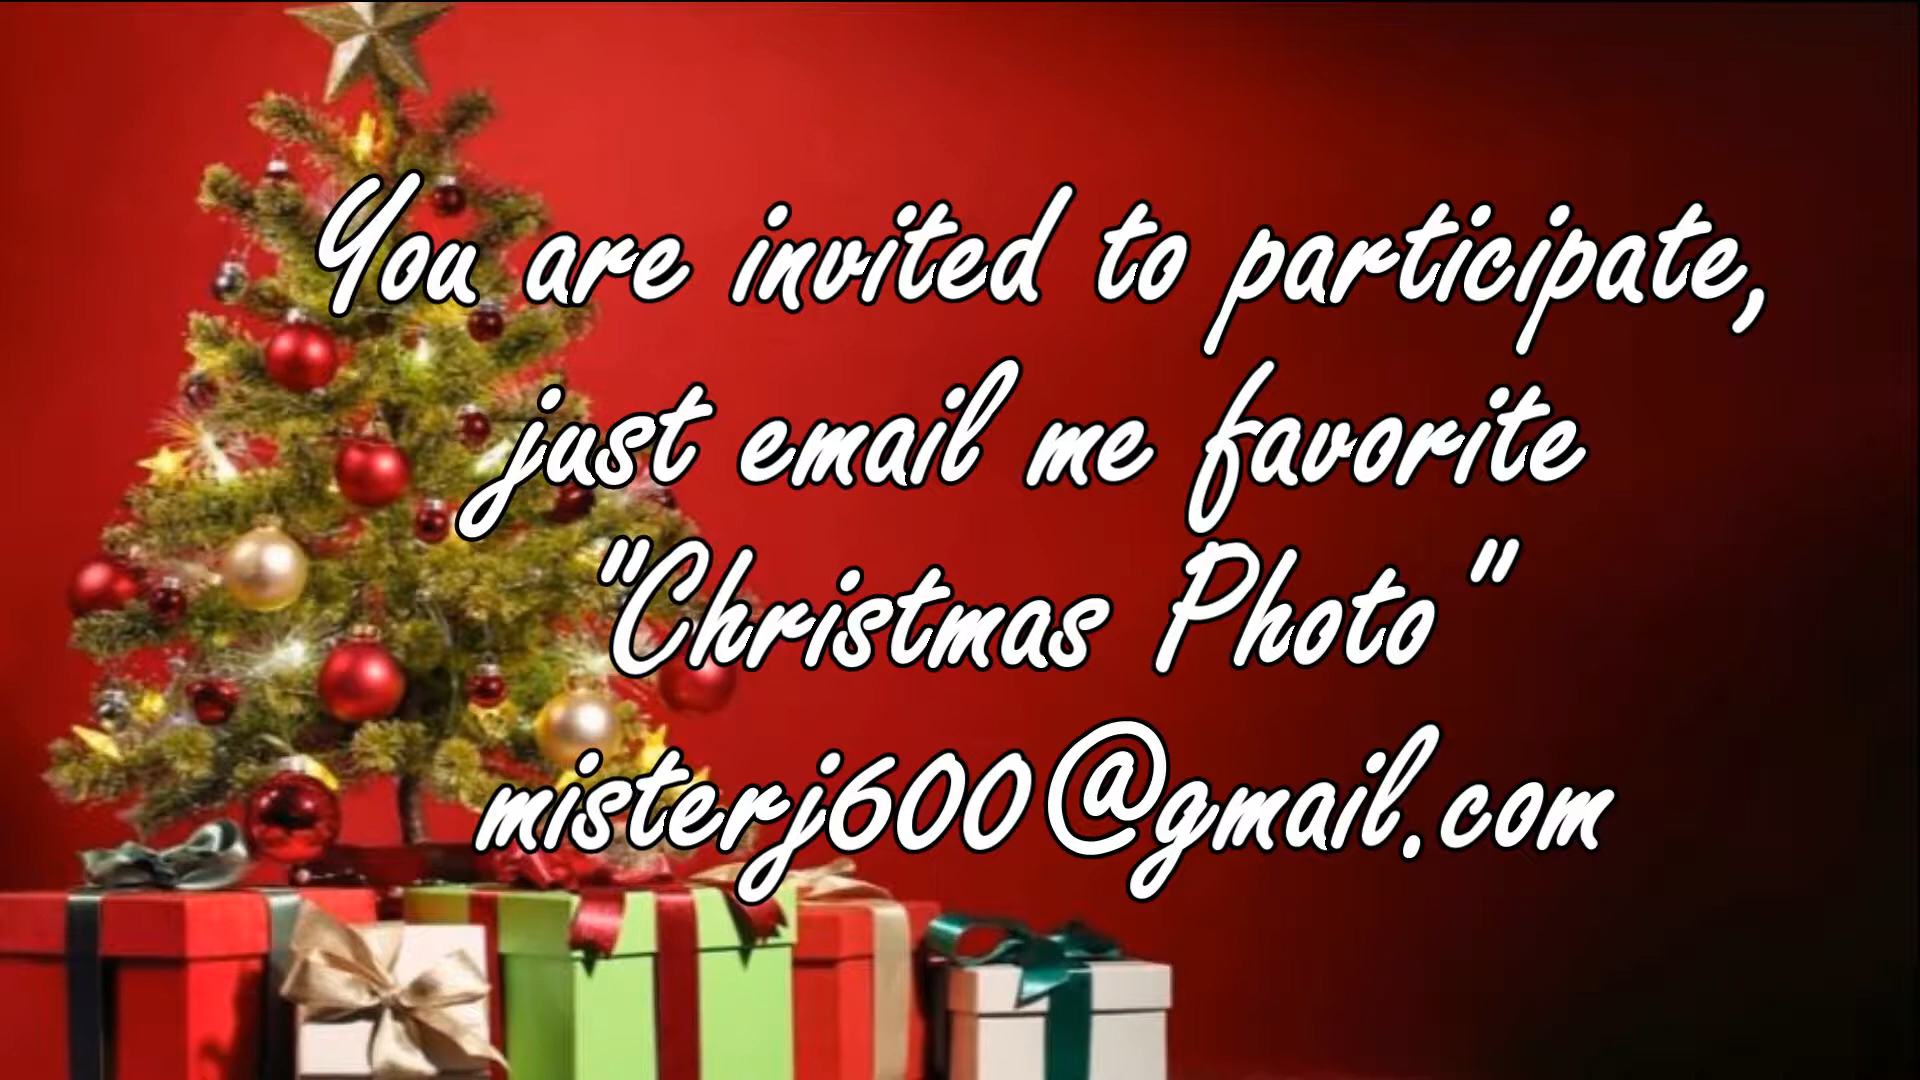 You are invited to participate,
just email me favorite
"Christmas Photo"
misterj600@gmail.com